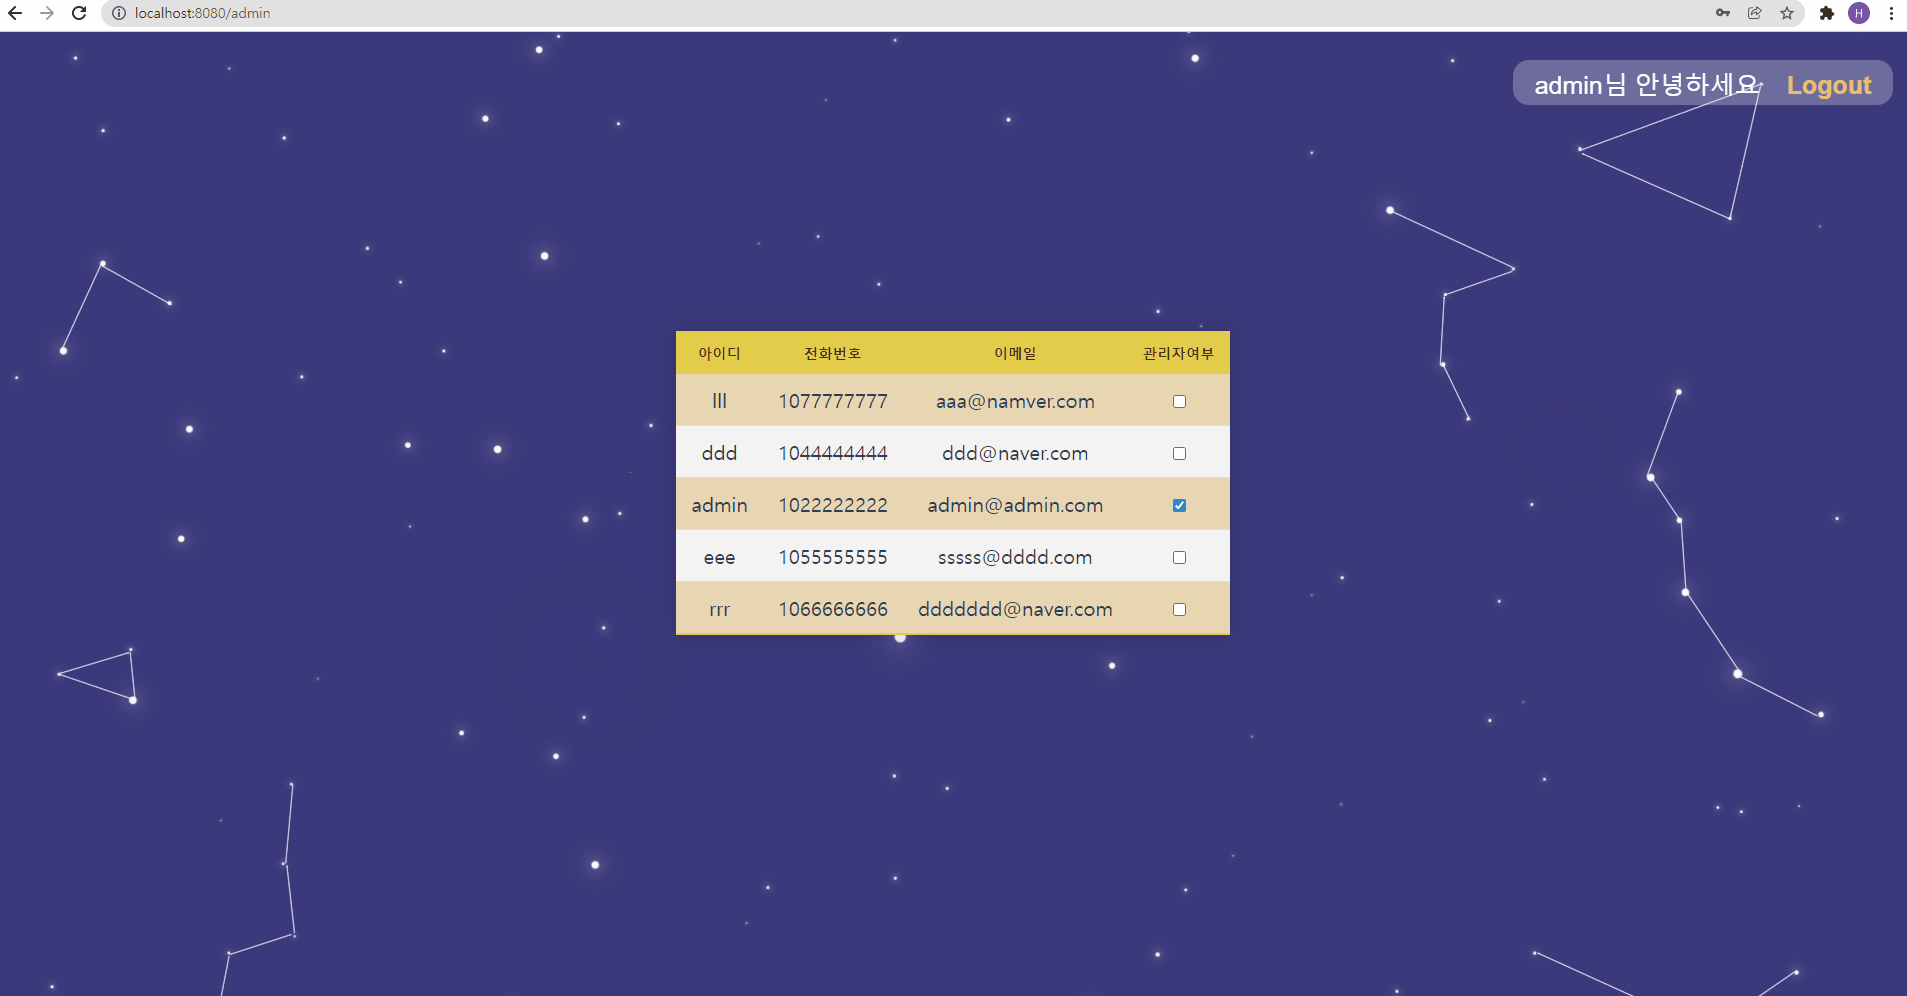 localhost:8080/admin
H
admin님 안녕하세요 Logout
아이디 전화번호 이메일 관리자여부
lll 1077777777 aaa@namver.com
ddd 1044444444 ddd@naver.com
admin 1022222222 admin@admin.com
eee 1055555555 sssss@dddd.com
rrr 1066666666 ddddddd@naver.com